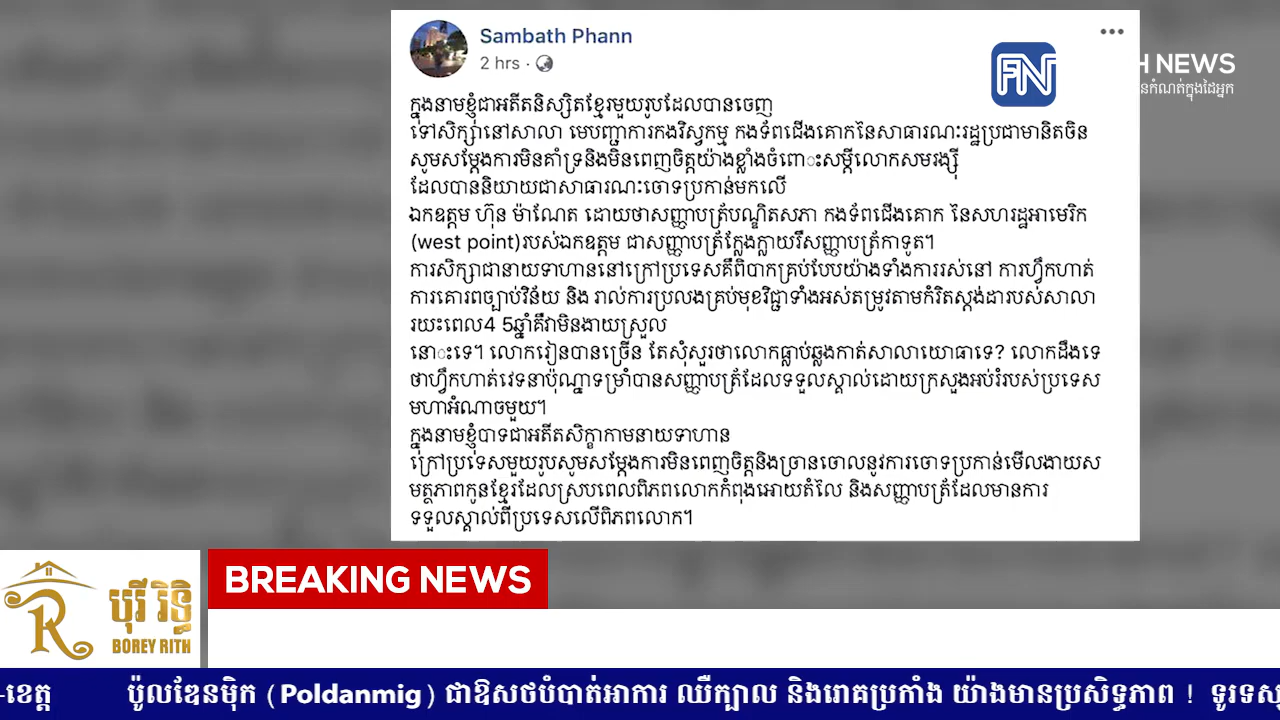 Sambath Phann
2 hrs ·
FN
H NEWS
នកំណត់ក្នុងដៃអ្នក
ក្នុងនាមខ្ញុំជាអតីតនិស្សិតខ្មែរមួយរូបដែលបានចេញ
ទៅសិក្សានៅសាលា មេបញ្ជាការកងវិស្វកម្ម កងទ័ពជើងគោកនៃសាធារណៈរដ្ឋប្រជាមានិតចិន
សូមសម្តែងការមិនគាំទ្រនិងមិនពេញចិត្តយ៉ាងខ្លាំងចំពោះសម្តីលោកសមរង្ស៊ី
ដែលបាននិយាយជាសាធារណៈចោទប្រកាន់មកលើ
ឯកឧត្តម ហ៊ុន ម៉ាណែត ដោយថាសញ្ញាបត្រ័បណ្ឌិតសភា កងទ័ពជើងគោក នៃសហរដ្ឋអាមេរិក
(west point)របស់ឯកឧត្តម ជាសញ្ញាបត្រ័ក្លែងក្លាយរឺសញ្ញាបត្រ័កាទូត។
ការសិក្សាជានាយទាហាននៅក្រៅប្រទេសគឺពិបាកគ្រប់បែបយ៉ាងទាំងការរស់នៅ ការហ្វឹកហាត់
ការគោរពច្បាប់វិន័យ និង រាល់ការប្រលងគ្រប់មុខវិជ្ជាទាំងអស់តម្រូវតាមកំរិតស្តង់ដារបស់សាលា
រយះពេល4 5ឆ្នាំគឺវាមិនងាយស្រួល
នោះទេ។ លោករៀនបានច្រើន តែសុំសួរថាលោកធ្លាប់ឆ្លងកាត់សាលាយោធាទេ? លោកដឹងទេ
ថាហ្វឹកហាត់វេទនាប៉ុណ្ណាទម្រាំបានសញ្ញាបត្រ័ដែលទទួលស្គាល់ដោយក្រសួងអប់រំរបស់ប្រទេស
មហាអំណាចមួយ។
ក្នុងនាមខ្ញុំបាទជាអតីតសិក្ខាកាមនាយទាហាន
ក្រៅប្រទេសមួយរូបសូមសម្តែងការមិនពេញចិត្តនិងច្រានចោលនូវការចោទប្រកាន់មើលងាយស
មត្ថភាពកូនខ្មែរដែលស្របពេលពិភពលោកកំពុងអោយតំលៃ និងសញ្ញាបត្រ័ដែលមានការ
ទទួលស្គាល់ពីប្រទេសលើពិភពលោក។
បុរី រិទ្ធ
BOREY RITH
BREAKING NEWS
-ខេត្ត ប៉ូលឌែនម៉ិក (Poldanmig) ជាឱសថបំបាត់អាការ ឈឺក្បាល និងរោគប្រកាំង យ៉ាងមានប្រសិទ្ធភាព ! ទូរទស្ស